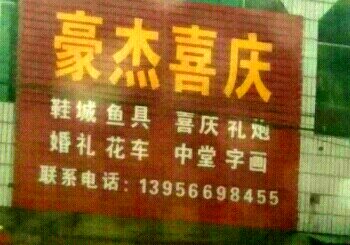 豪杰喜庆
鞋城 鱼具 喜庆 礼炮
婚礼 花车 中堂 字画
联系电话：13956698455